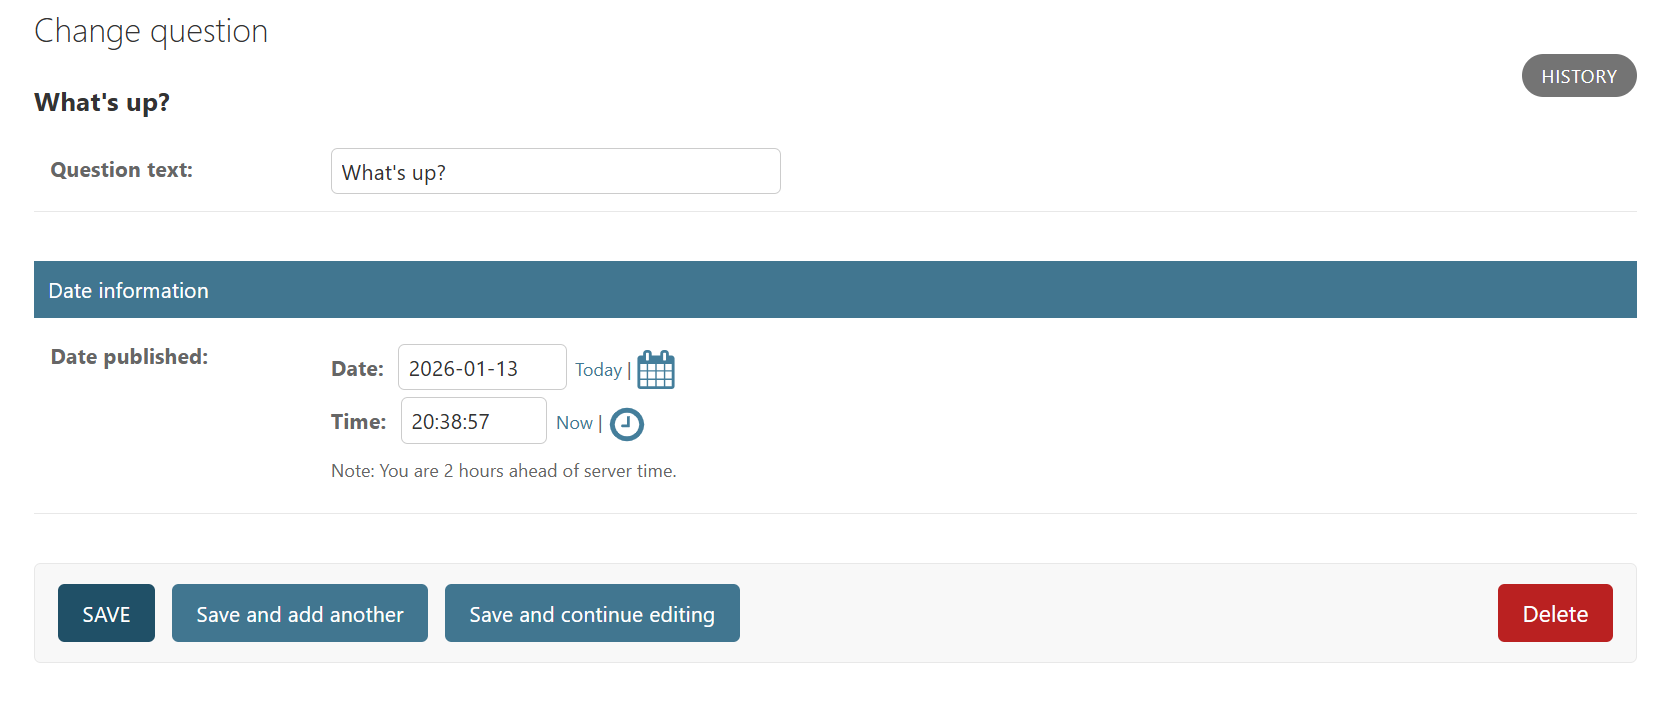 Change question
HISTORY
What's up?
Question text: What's up?
Date information
Date published:
Date: 2026-01-13 Today |
Time: 20:38:57 Now |
Note: You are 2 hours ahead of server time.
SAVE Save and add another Save and continue editing Delete